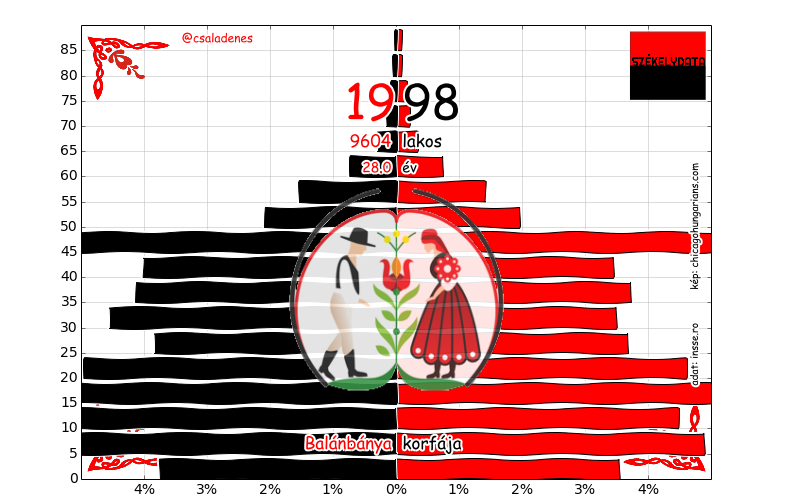 @csaladenes
SZÉKELYDATA
1998
9604 lakos
28.0 év
kép: chicagohungarians.com
adat: insse.ro
Balánbánya korfája
85
80
75
70
65
60
55
50
45
40
35
30
25
20
15
10
5
0
4% 3% 2% 1% 0% 1% 2% 3% 4%